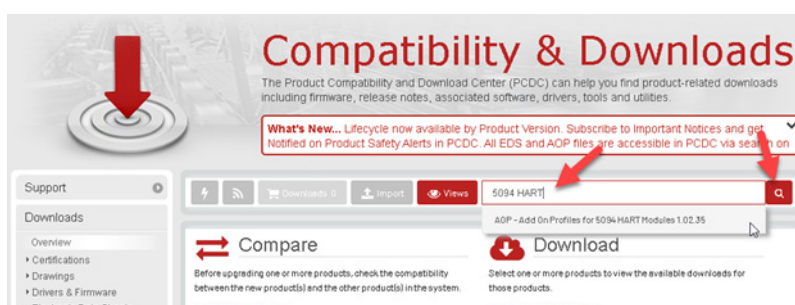 Compatibility & Downloads
The Product Compatibility and Download Center (PCDC) can help you find product-related downloads
including firmware, release notes, associated software, drivers, tools and utilities.
What's New... Lifecycle now available by Product Version. Subscribe to Important Notices and get
Notified on Product Safety Alerts in PCDC. All EDS and AOP files are accessible in PCDC via search on
Support
Downloads 0
Import
Views
5094 HART
AOP - Add On Profiles for 5094 HART Modules 1.02.35
Downloads
Overview
Certifications
Drawings
Drivers & Firmware
Compare
Before upgrading one or more products, check the compatibility
between the new product(s) and the other product(s) in the system.
Download
Select one or more products to view the available downloads for
those products.